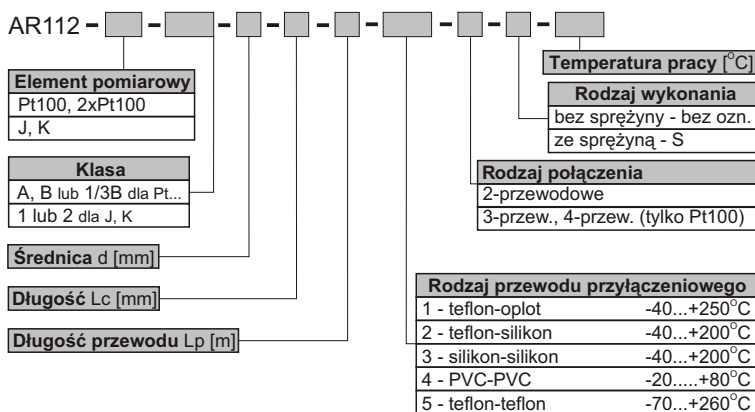 AR112 - - - - - - - - -
Temperatura pracy [°C]
Element pomiarowy
Pt100, 2xPt100
J, K
Rodzaj wykonania
bez sprężyny - bez ozn.
ze sprężyną - S
Klasa
A, B lub 1/3B dla Pt...
1 lub 2 dla J, K
Rodzaj połączenia
2-przewodowe
3-przew., 4-przew. (tylko Pt100)
Średnica d [mm]
Długość Lc [mm]
Długość przewodu Lp [m]
Rodzaj przewodu przyłączeniowego
1 - teflon-oplot -40...+250°C
2 - teflon-silikon -40...+200°C
3 - silikon-silikon -40...+200°C
4 - PVC-PVC -20.....+80°C
5 - teflon-teflon -70...+260°C